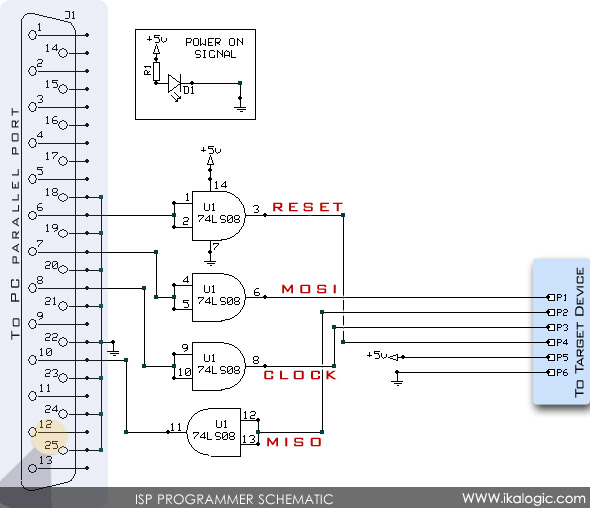 J1
TO PC PARALLEL PORT
1
14
2
15
3
16
4
17
5
18
6
19
7
20
8
21
9
22
10
23
11
24
12
25
13
+5v
POWER ON
SIGNAL
R1
D1
+5v
14
1
2
U1
74LS08
3
7
RESET
4
5
U1
74LS08
6
MOSI
9
10
U1
74LS08
8
CLOCK
11
U1
74LS08
12
13
MISO
P1
P2
P3
P4
+5v
P5
P6
TO TARGET DEVICE
ISP PROGRAMMER SCHEMATIC
WWW.ikalogic.com